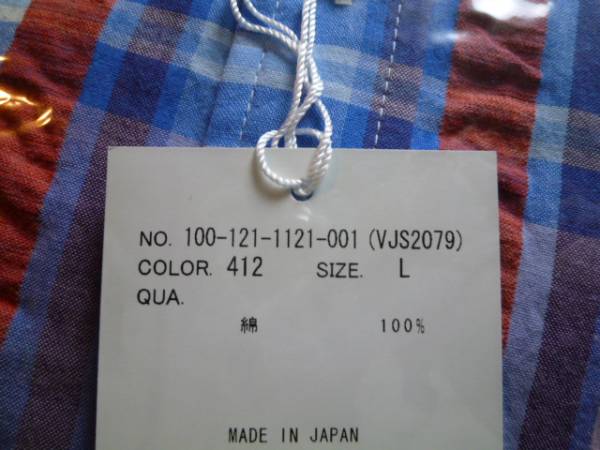 NO. 100-121-1121-001 (VJS2079)
COLOR. 412 SIZE. L
QUA.
綿 100%
MADE IN JAPAN